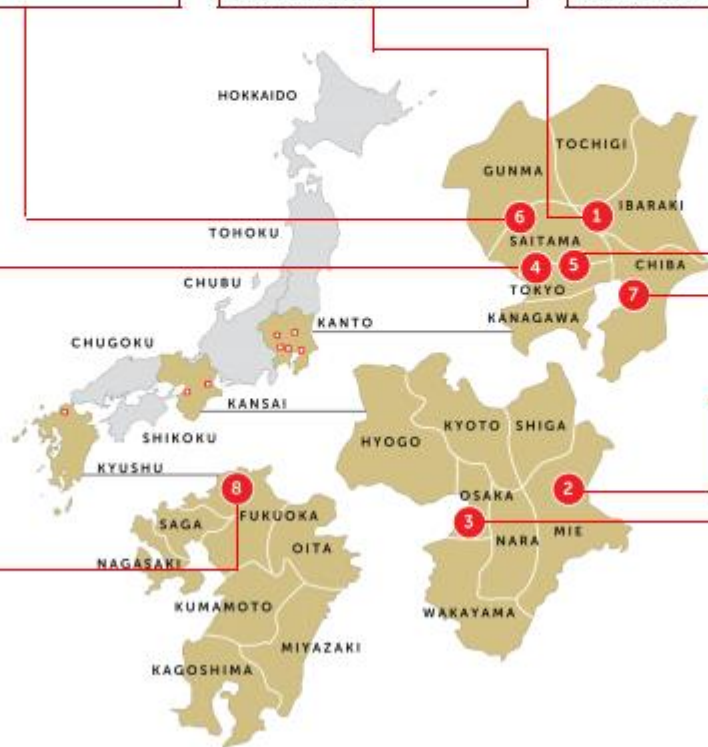 HOKKAIDO
TOHOKU
CHUBU
CHUGOKU
KANTO
KANSAI
SHIKOKU
KYUSHU
TOCHIGI
GUNMA
IBARAKI
6
1
SAITAMA
4
5
CHIBA
TOKYO
7
KANAGAWA
KYOTO
SHIGA
HYOGO
2
OSAKA
3
MIE
NARA
WAKAYAMA
8
FUKUOKA
SAGA
OITA
NAGASAKI
KUMAMOTO
MIYAZAKI
KAGOSHIMA